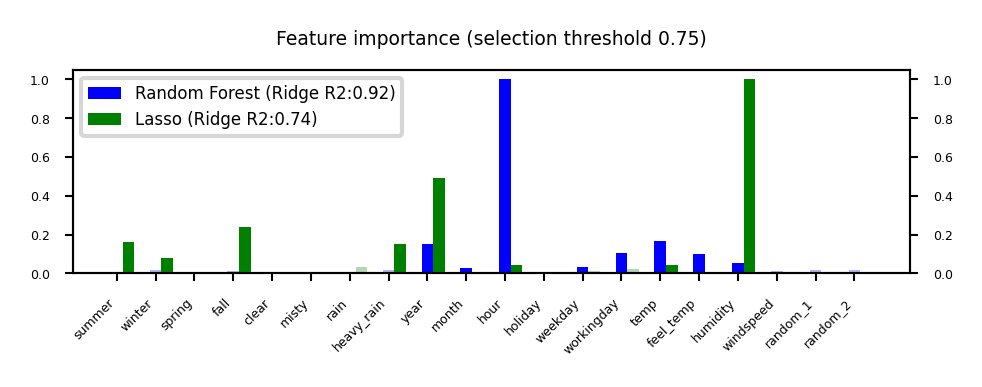 Feature importance (selection threshold 0.75)
Random Forest (Ridge R2:0.92)
Lasso (Ridge R2:0.74)
1.0
0.8
0.6
0.4
0.2
0.0
1.0
0.8
0.6
0.4
0.2
0.0
summer
winter
spring
fall
clear
misty
rain
heavy_rain
year
month
hour
holiday
weekday
workingday
temp
feel_temp
humidity
windspeed
random_1
random_2